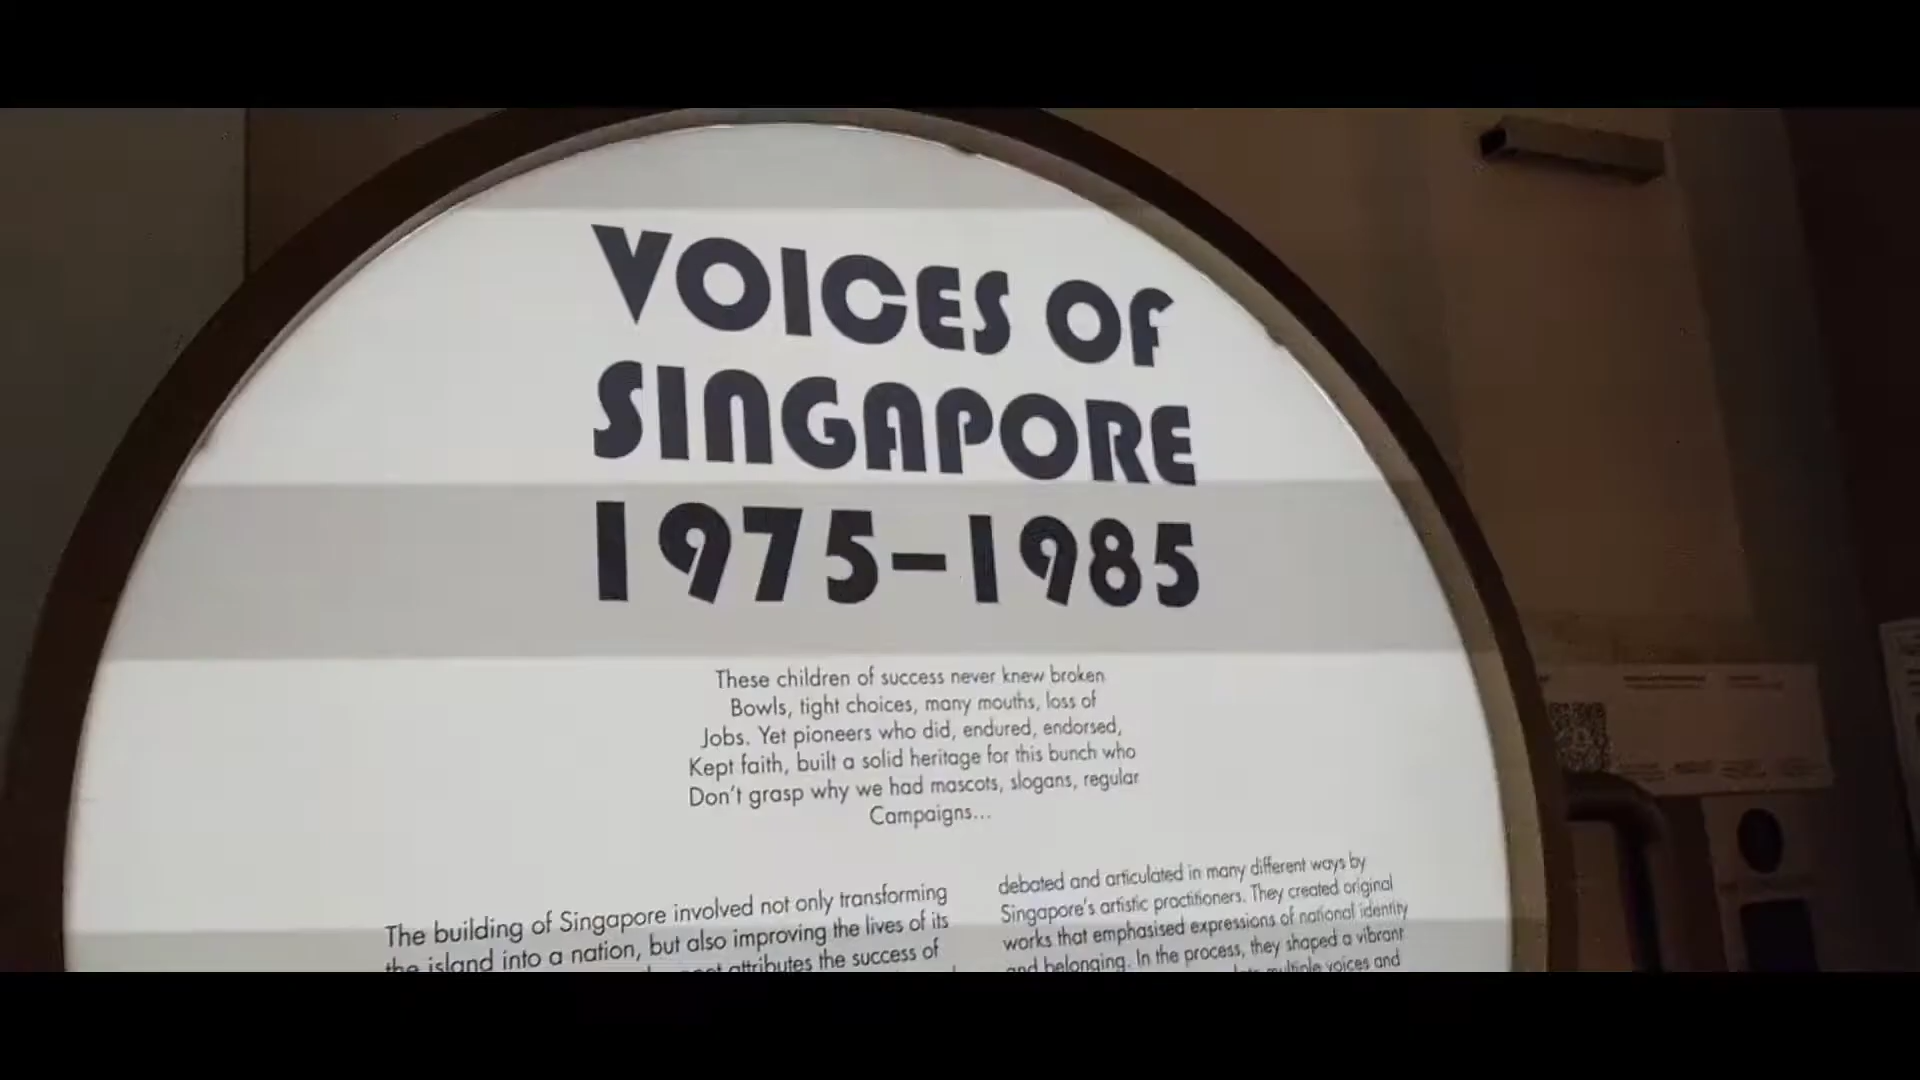 VOICES OF
SINGAPORE
1975–1985
These children of success never knew broken
Bowls, tight choices, many mouths, loss of
Jobs. Yet pioneers who did, endured, endorsed,
Kept faith, built a solid heritage for this bunch who
Don't grasp why we had mascots, slogans, regular
Campaigns...
The building of Singapore involved not only transforming
the island into a nation, but also improving the lives of its
attributes the success of
debated and articulated in many different ways by
Singapore's artistic practitioners. They created original
works that emphasised expressions of national identity
and belonging. In the process, they shaped a vibrant
multiple voices and